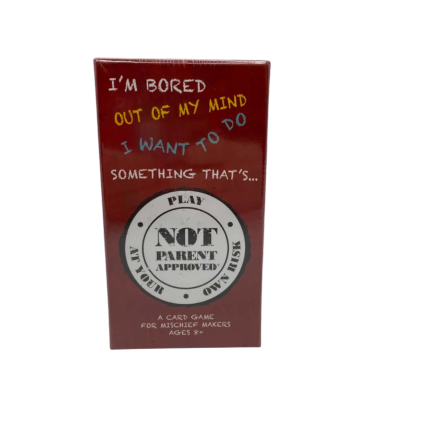 I'M BORED
OUT OF MY MIND
I WANT TO DO
SOMETHING THAT'S...
PLAY
AT YOUR
OWN RISK
NOT
PARENT
APPROVED
A CARD GAME
FOR MISCHIEF MAKERS
AGES 8+